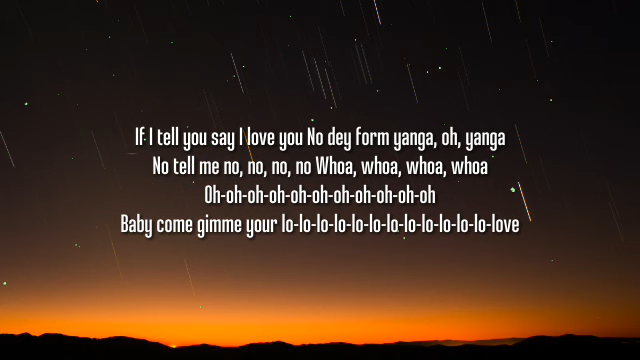 If I tell you say I love you No dey form yanga, oh, yanga
No tell me no, no, no, no Whoa, whoa, whoa, whoa
Oh-oh-oh-oh-oh-oh-oh-oh-oh-oh-oh
Baby come gimme your lo-lo-lo-lo-lo-lo-lo-lo-lo-lo-lo-lo-love